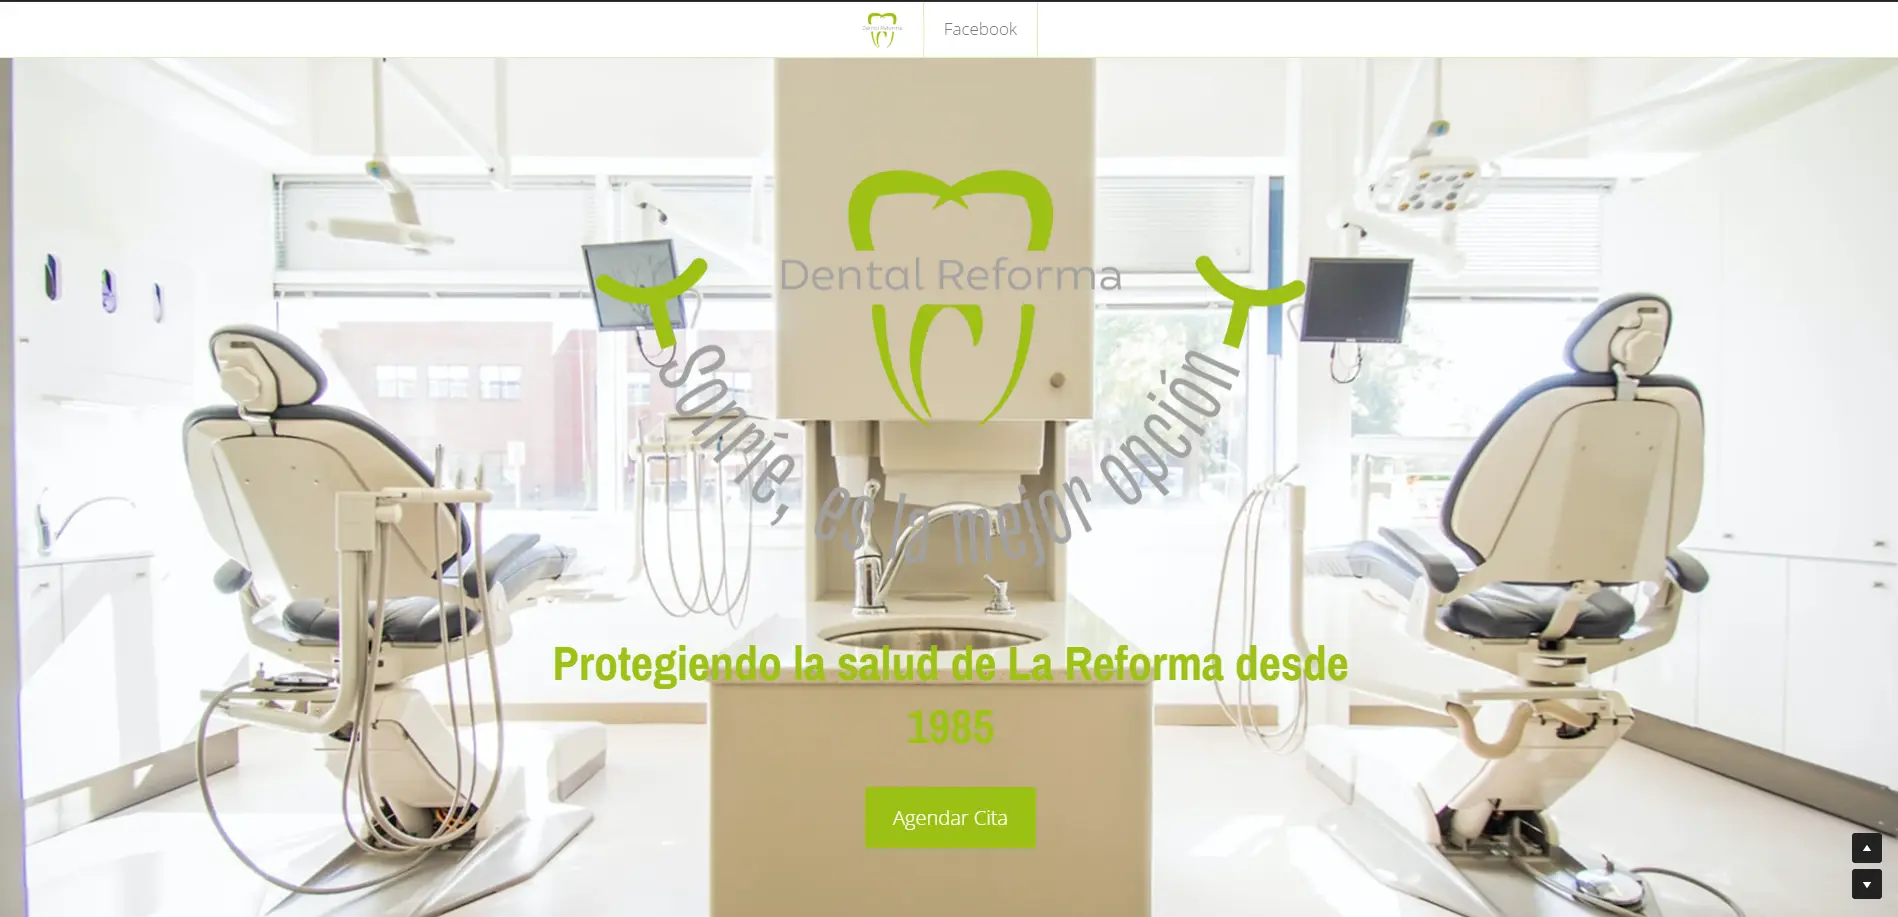 Dental Reforma
Facebook
Dental Reforma
Sonríe, es la mejor opción
Protegiendo la salud de La Reforma desde
1985
Agendar Cita